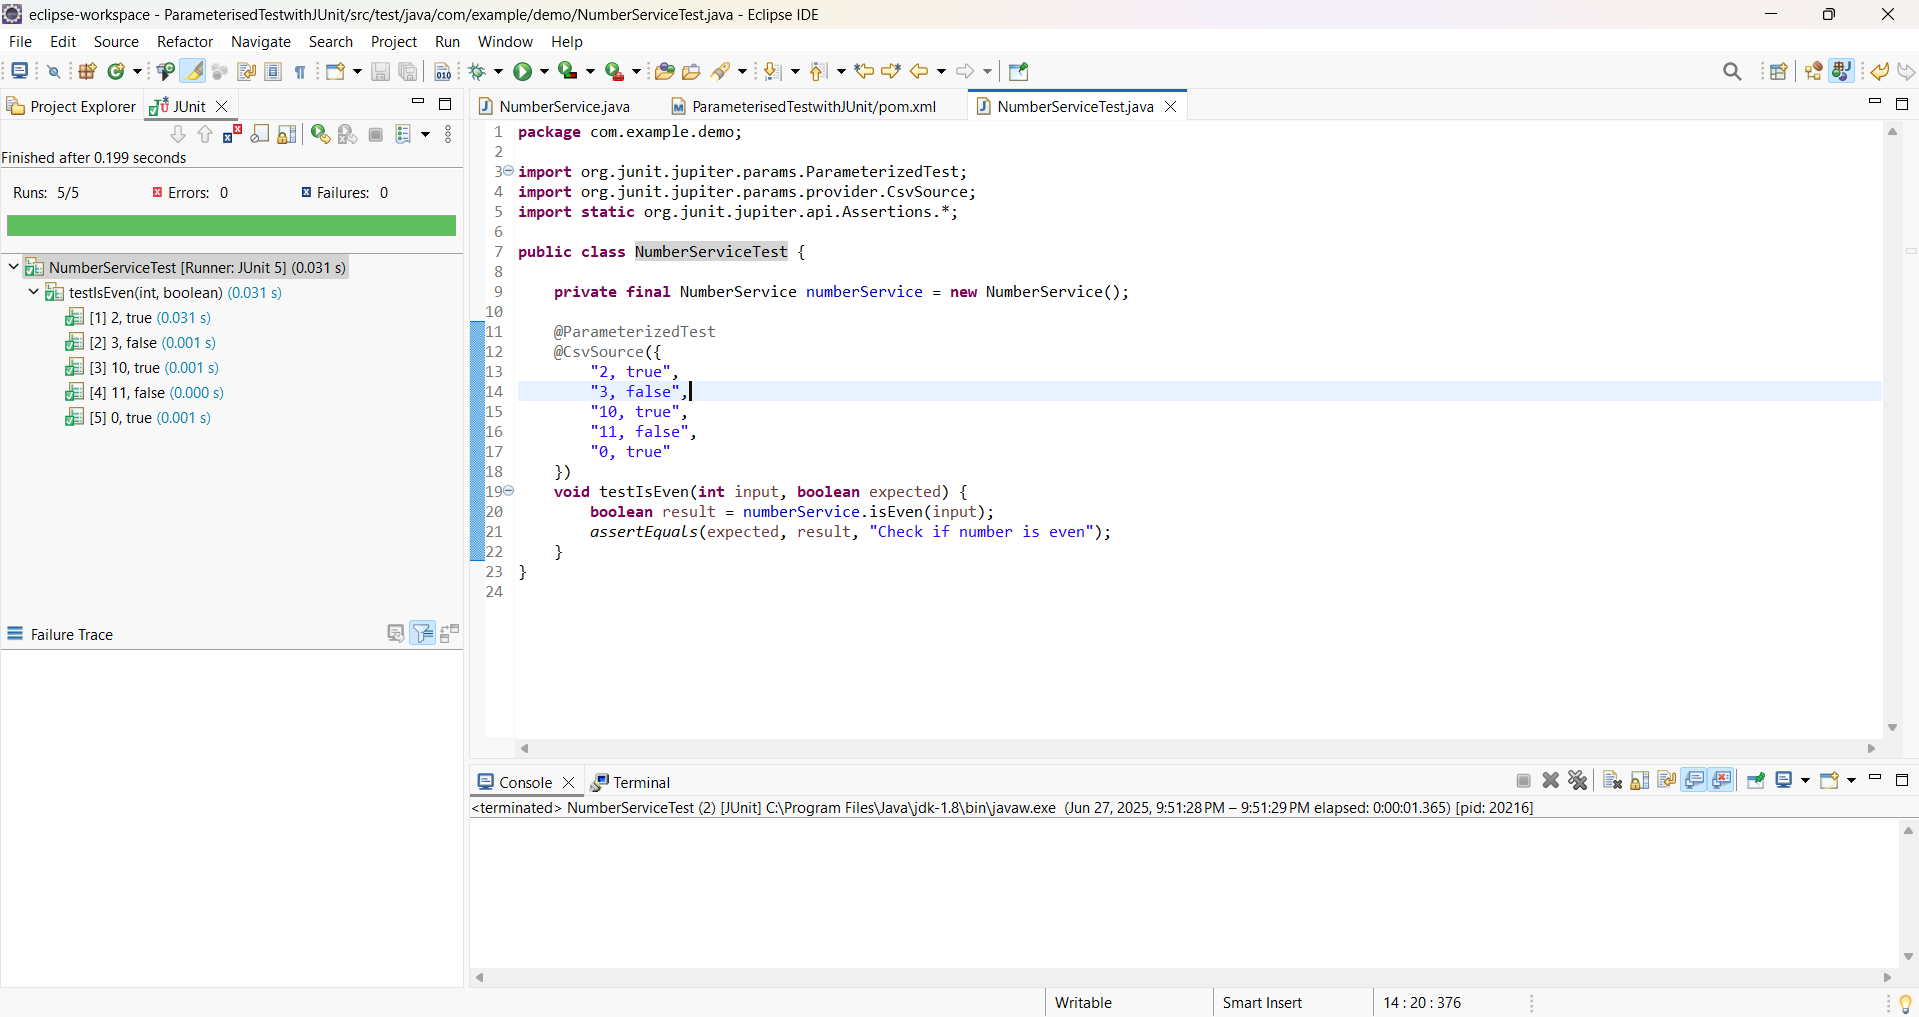 eclipse-workspace - ParameterisedTestwithJUnit/src/test/java/com/example/demo/NumberServiceTest.java - Eclipse IDE
File Edit Source Refactor Navigate Search Project Run Window Help
Project Explorer JUnit
Finished after 0.199 seconds
Runs: 5/5 Errors: 0 Failures: 0
NumberServiceTest [Runner: JUnit 5] (0.031 s)
testIsEven(int, boolean) (0.031 s)
[1] 2, true (0.031 s)
[2] 3, false (0.001 s)
[3] 10, true (0.001 s)
[4] 11, false (0.000 s)
[5] 0, true (0.001 s)
Failure Trace
NumberService.java ParameterisedTestwithJUnit/pom.xml NumberServiceTest.java
1 package com.example.demo;
2
3 import org.junit.jupiter.params.ParameterizedTest;
4 import org.junit.jupiter.params.provider.CsvSource;
5 import static org.junit.jupiter.api.Assertions.*;
6
7 public class NumberServiceTest {
8
9 private final NumberService numberService = new NumberService();
10
11 @ParameterizedTest
12 @CsvSource({
13 "2, true",
14 "3, false",
15 "10, true",
16 "11, false",
17 "0, true"
18 })
19 void testIsEven(int input, boolean expected) {
20 boolean result = numberService.isEven(input);
21 assertEquals(expected, result, "Check if number is even");
22 }
23 }
24
Console Terminal
<terminated> NumberServiceTest (2) [JUnit] C:\Program Files\Java\jdk-1.8\bin\javaw.exe (Jun 27, 2025, 9:51:28 PM – 9:51:29 PM elapsed: 0:00:01.365) [pid: 20216]
Writable Smart Insert 14 : 20 : 376